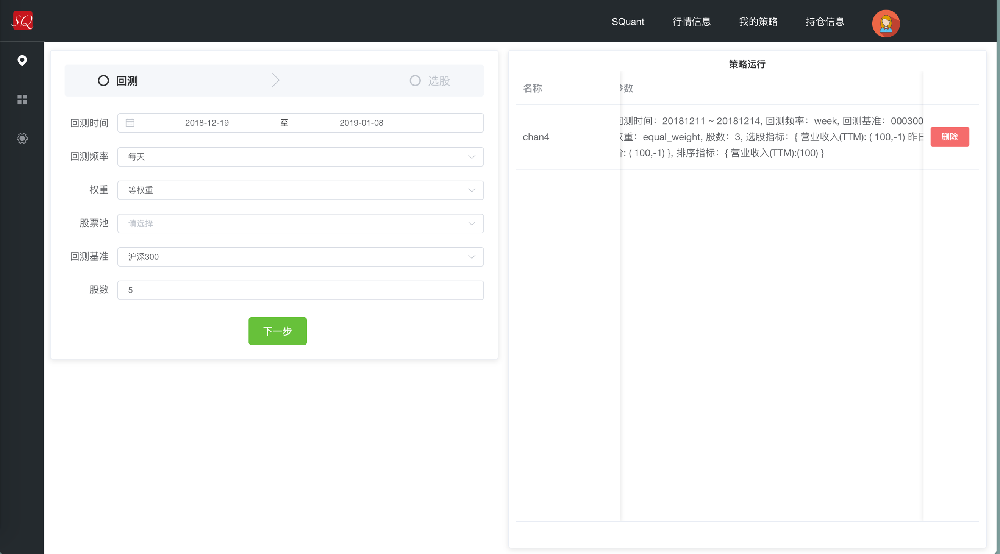 SQ
SQuant 行情信息 我的策略 持仓信息
回测 选股
回测时间 2018-12-19 至 2019-01-08
回测频率 每天
权重 等权重
股票池 请选择
回测基准 沪深300
股数 5
下一步
策略运行
名称 参数
chan4
回测时间：20181211 ~ 20181214, 回测频率：week, 回测基准：000300
权重：equal_weight, 股数：3, 选股指标：{ 营业收入(TTM): ( 100,-1) 昨日
价: ( 100,-1) }, 排序指标：{ 营业收入(TTM):(100) }
删除